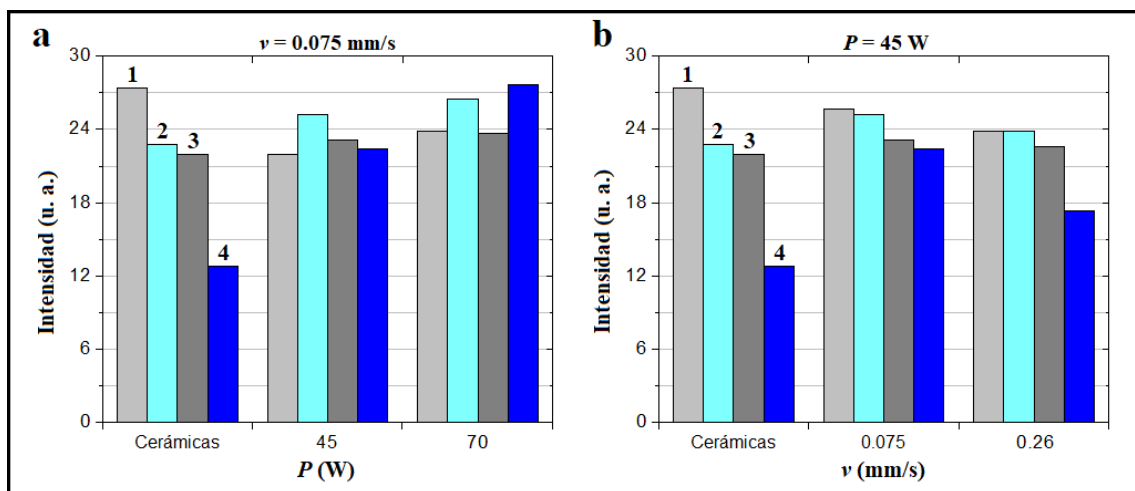 a
v = 0.075 mm/s
30
24
18
12
6
0
Intensidad (u. a.)
1
2
3
4
Cerámicas
45
70
P (W)
b
P = 45 W
30
24
18
12
6
0
Intensidad (u. a.)
1
2
3
4
Cerámicas
0.075
0.26
v (mm/s)